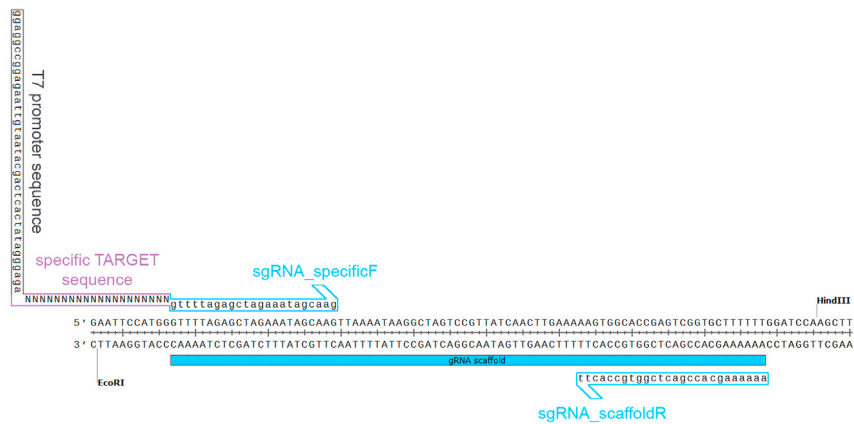 ggaggccggagaattgtaatacgactcactatagggaga
T7 promoter sequence
specific TARGET
sequence
sgRNA_specificF
NNNNNNNNNNNNNNNNNNNN
gttttagagctagaaatagcaag
HindIII
5' GAATTCCATGGGTTTTAGAGCTAGAAATAGCAAGTTAAAATAAGGCTAGTCCGTTATCAACTTGAAAAAGTGGCACCGAGTCGGTGCTTTTTTGGATCCAAGCTT
3' CTTAAGGTACCCAAAATCTCGATCTTTATCGTTCAATTTTATTCCGATCAGGCAATAGTTGAACTTTTTCACCGTGGCTCAGCCACGAAAAAACCTAGGTTCGAA
gRNA scaffold
EcoRI
ttcaccgtggctcagccacgaaaaaa
sgRNA_scaffoldR